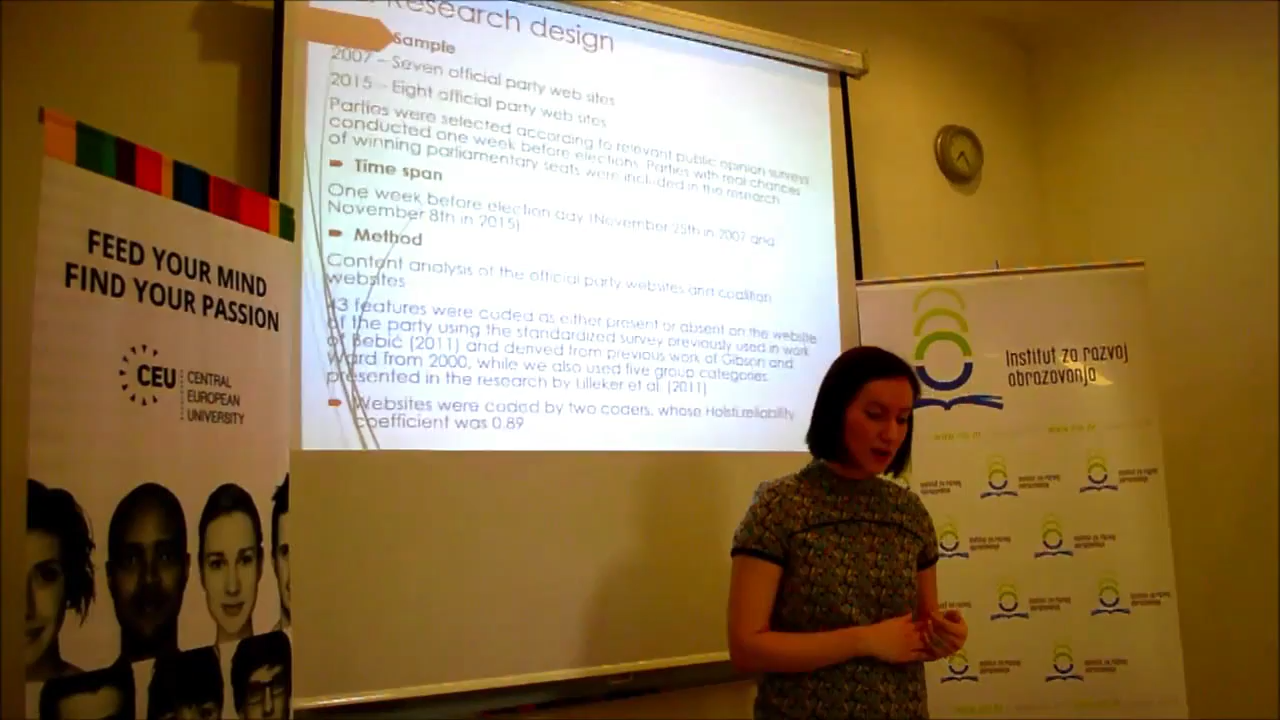 Research design
Sample
2007 – Seven official party web sites
2015 – Eight official party web sites
Parties were selected according to relevant public opinion surveys
conducted one week before elections. Parties with real chances
of winning parliamentary seats were included in the research
Time span
One week before election day (November 25th in 2007 and
November 8th in 2015)
Method
Content analysis of the official party websites and coalition
websites
43 features were coded as either present or absent on the website
of the party using the standardized survey previously used in work
of Bebić (2011) and derived from previous work of Gibson and
Ward from 2000, while we also used five group categories
presented in the research by Lilleker et al. (2011)
Websites were coded by two coders, whose Holsti reliability
coefficient was 0.89
FEED YOUR MIND
FIND YOUR PASSION
CEU
CENTRAL
EUROPEAN
UNIVERSITY
Institut za razvoj
obrazovanja